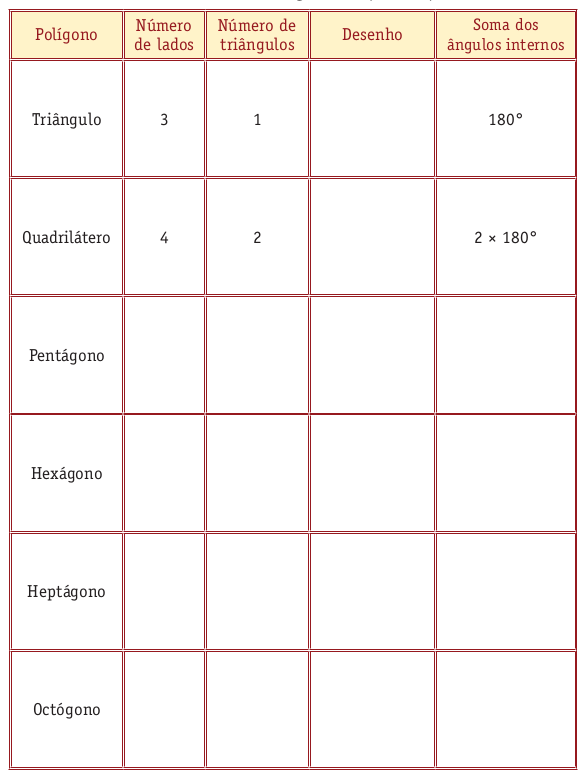 Polígono
Número
de lados
Número de
triângulos
Desenho
Soma dos
ângulos internos
Triângulo 3 1 180°
Quadrilátero 4 2 2 × 180°
Pentágono
Hexágono
Heptágono
Octógono